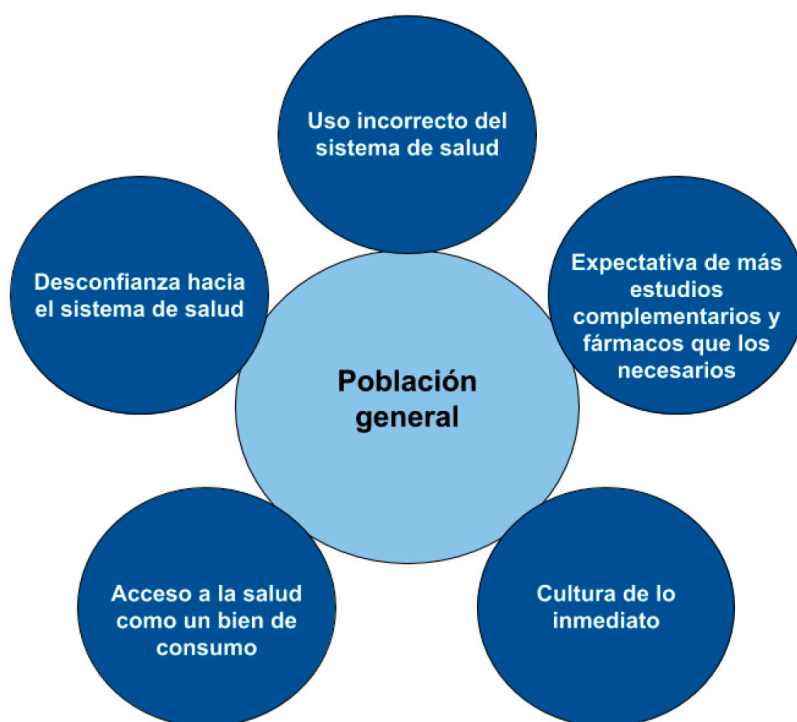 Uso incorrecto del
sistema de salud
Desconfianza hacia
el sistema de salud
Expectativa de más
estudios
complementarios y
fármacos que los
necesarios
Población
general
Acceso a la salud
como un bien de
consumo
Cultura de lo
inmediato